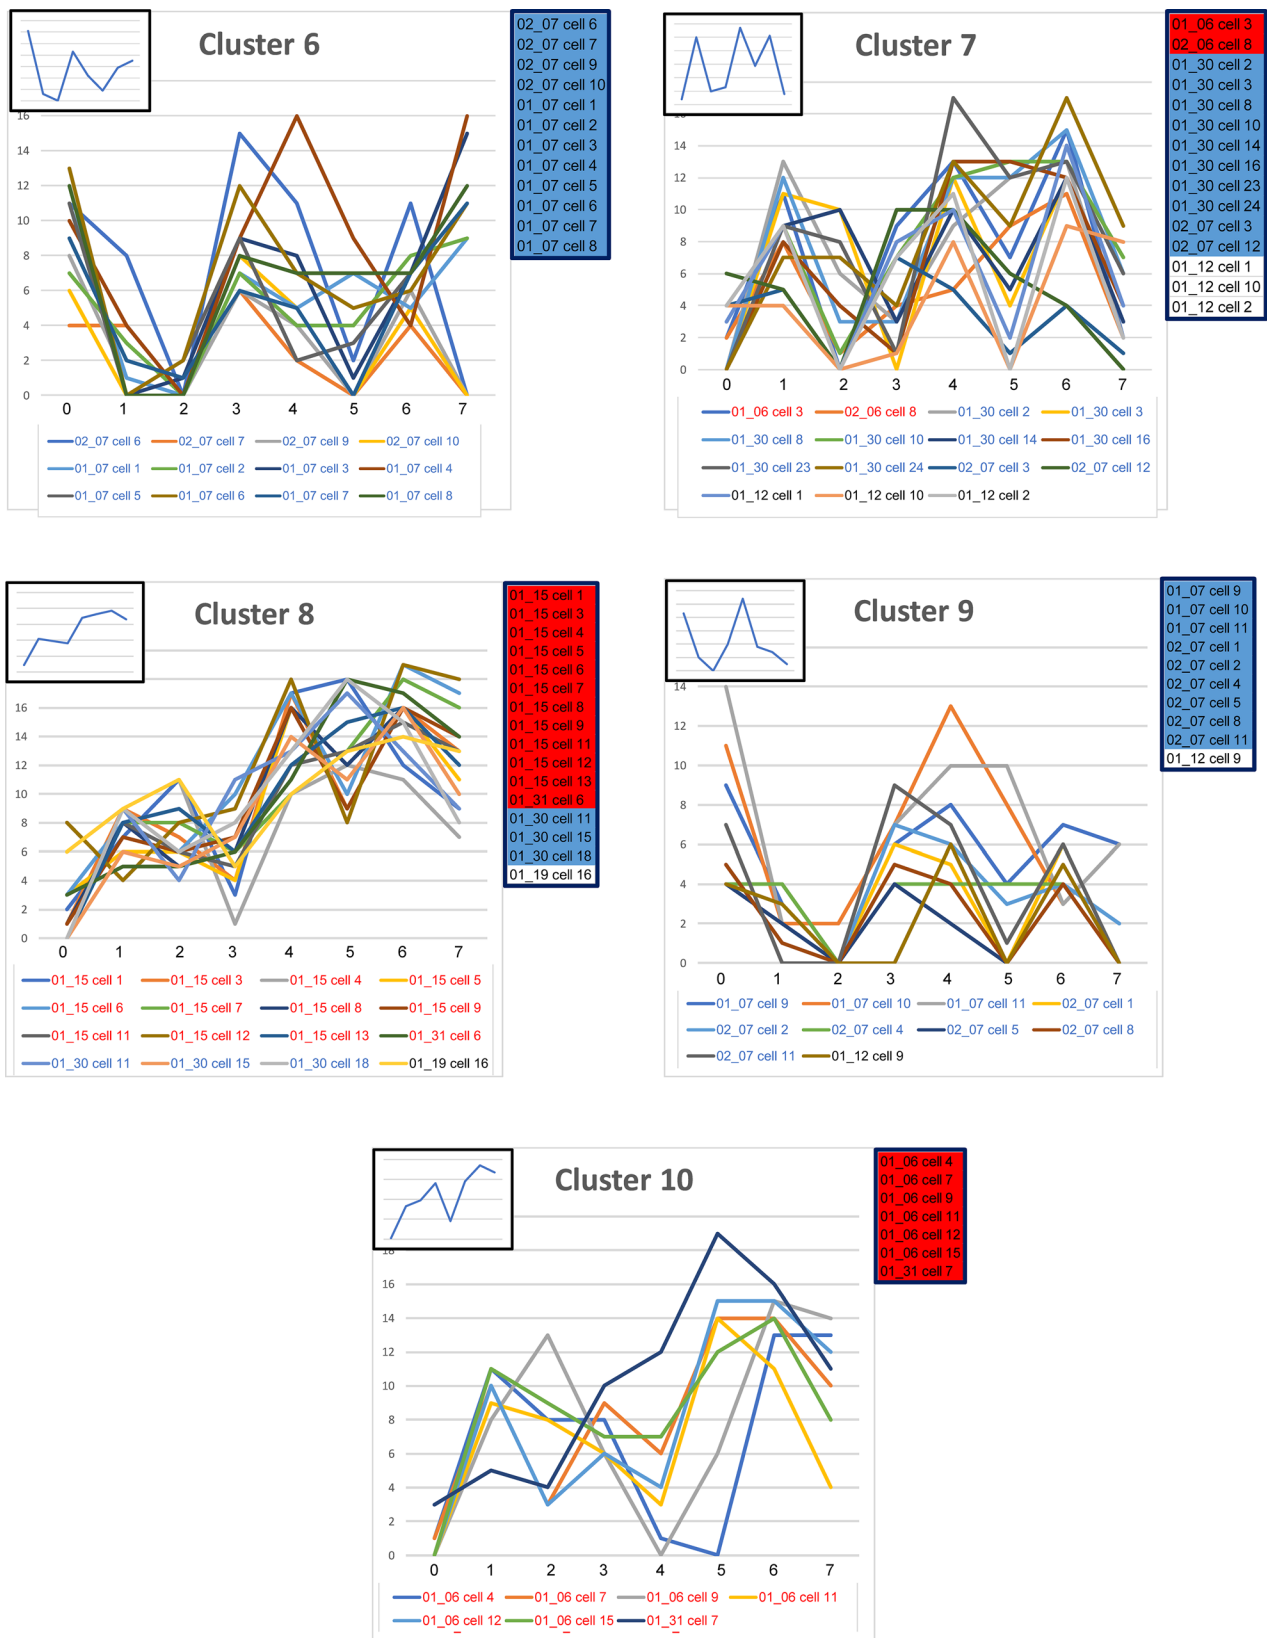 Cluster 6
02_07 cell 6
02_07 cell 7
02_07 cell 9
02_07 cell 10
01_07 cell 1
01_07 cell 2
01_07 cell 3
01_07 cell 4
01_07 cell 5
01_07 cell 6
01_07 cell 7
01_07 cell 8
16
14
12
10
8
6
4
2
0
0 1 2 3 4 5 6 7
02_07 cell 6 02_07 cell 7 02_07 cell 9 02_07 cell 10
01_07 cell 1 01_07 cell 2 01_07 cell 3 01_07 cell 4
01_07 cell 5 01_07 cell 6 01_07 cell 7 01_07 cell 8
Cluster 7
01_06 cell 3
02_06 cell 8
01_30 cell 2
01_30 cell 3
01_30 cell 8
01_30 cell 10
01_30 cell 14
01_30 cell 16
01_30 cell 23
01_30 cell 24
02_07 cell 3
02_07 cell 12
01_12 cell 1
01_12 cell 10
01_12 cell 2
16
14
12
10
8
6
4
2
0
0 1 2 3 4 5 6 7
01_06 cell 3 02_06 cell 8 01_30 cell 2 01_30 cell 3
01_30 cell 8 01_30 cell 10 01_30 cell 14 01_30 cell 16
01_30 cell 23 01_30 cell 24 02_07 cell 3 02_07 cell 12
01_12 cell 1 01_12 cell 10 01_12 cell 2
Cluster 8
01_15 cell 1
01_15 cell 3
01_15 cell 4
01_15 cell 5
01_15 cell 6
01_15 cell 7
01_15 cell 8
01_15 cell 9
01_15 cell 11
01_15 cell 12
01_15 cell 13
01_31 cell 6
01_30 cell 11
01_30 cell 15
01_30 cell 18
01_19 cell 16
16
14
12
10
8
6
4
2
0
0 1 2 3 4 5 6 7
01_15 cell 1 01_15 cell 3 01_15 cell 4 01_15 cell 5
01_15 cell 6 01_15 cell 7 01_15 cell 8 01_15 cell 9
01_15 cell 11 01_15 cell 12 01_15 cell 13 01_31 cell 6
01_30 cell 11 01_30 cell 15 01_30 cell 18 01_19 cell 16
Cluster 9
01_07 cell 9
01_07 cell 10
01_07 cell 11
02_07 cell 1
02_07 cell 2
02_07 cell 4
02_07 cell 5
02_07 cell 8
02_07 cell 11
01_12 cell 9
14
12
10
8
6
4
2
0
0 1 2 3 4 5 6 7
01_07 cell 9 01_07 cell 10 01_07 cell 11 02_07 cell 1
02_07 cell 2 02_07 cell 4 02_07 cell 5 02_07 cell 8
02_07 cell 11 01_12 cell 9
Cluster 10
01_06 cell 4
01_06 cell 7
01_06 cell 9
01_06 cell 11
01_06 cell 12
01_06 cell 15
01_31 cell 7
18
16
14
12
10
8
6
4
2
0
0 1 2 3 4 5 6 7
01_06 cell 4 01_06 cell 7 01_06 cell 9 01_06 cell 11
01_06 cell 12 01_06 cell 15 01_31 cell 7